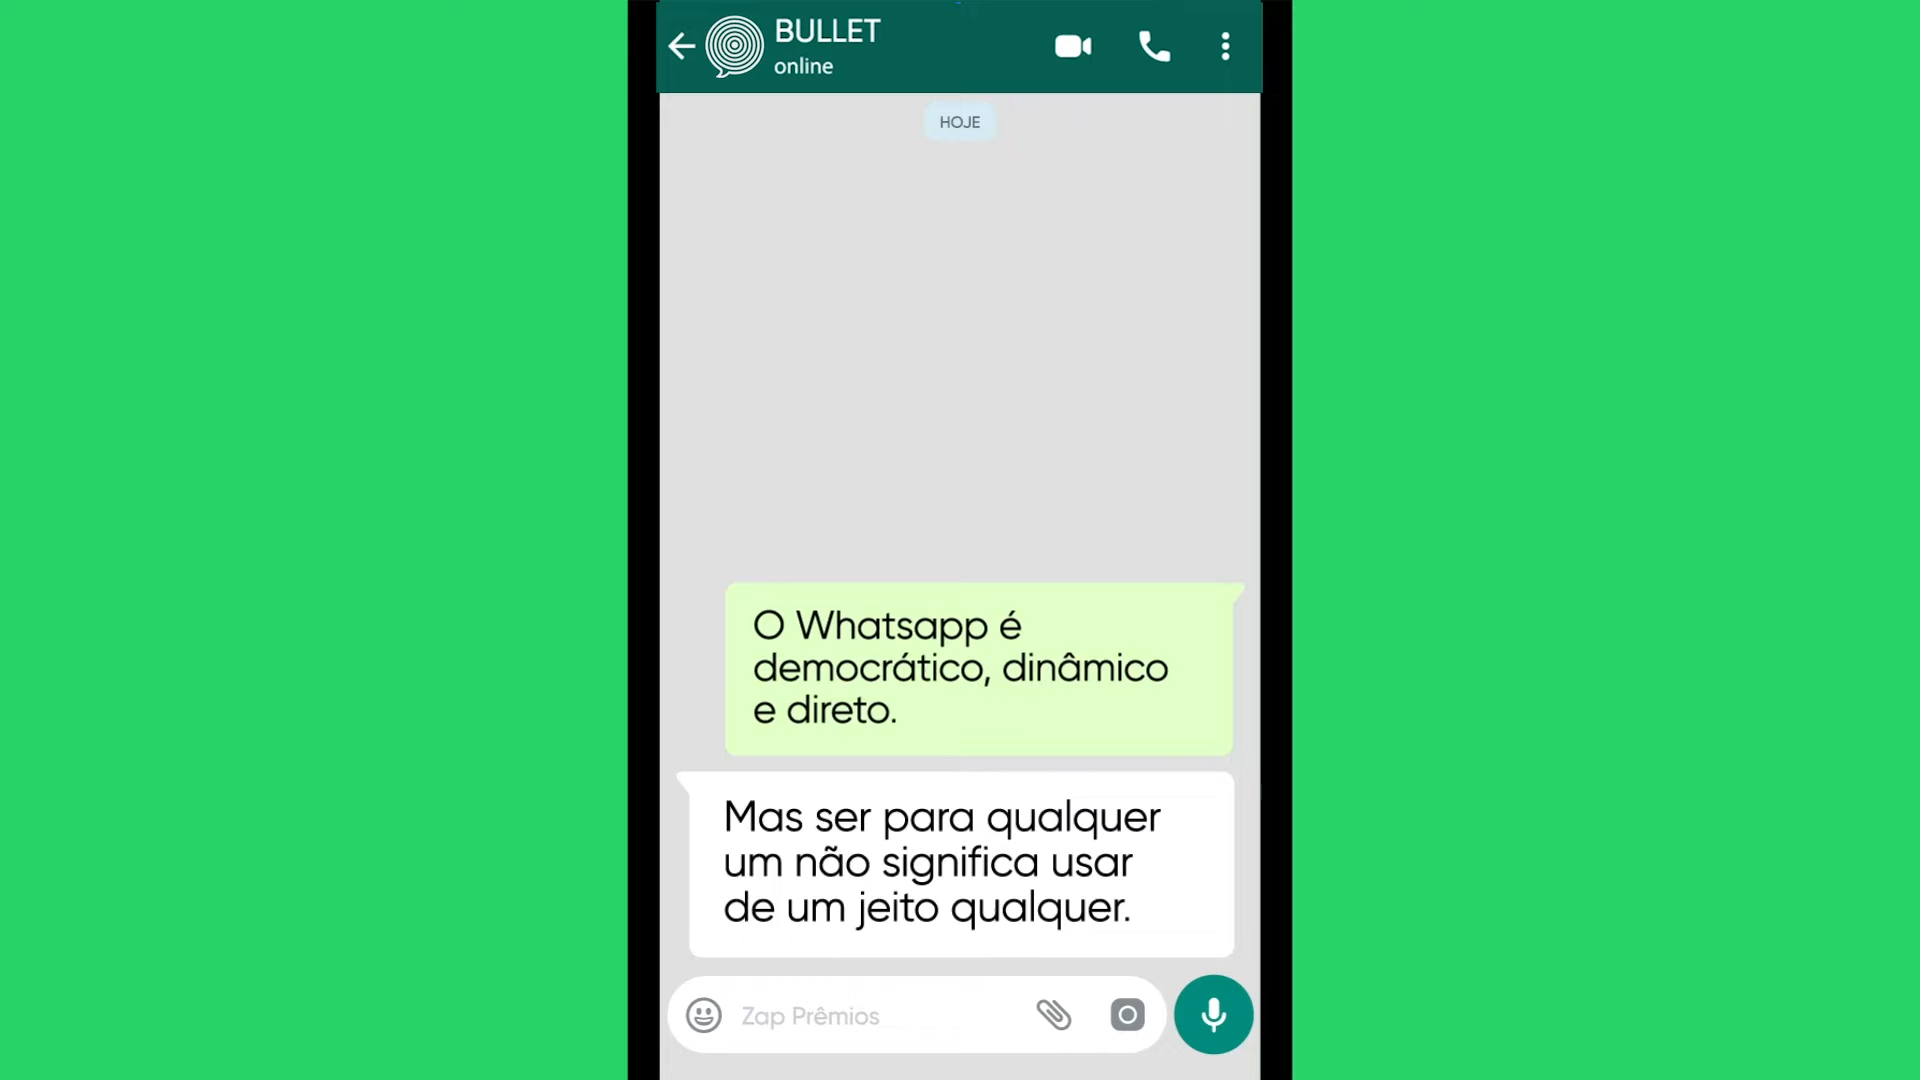 BULLET
online
HOJE
O Whatsapp é
democrático, dinâmico
e direto.
Mas ser para qualquer
um não significa usar
de um jeito qualquer.
Zap Prêmios